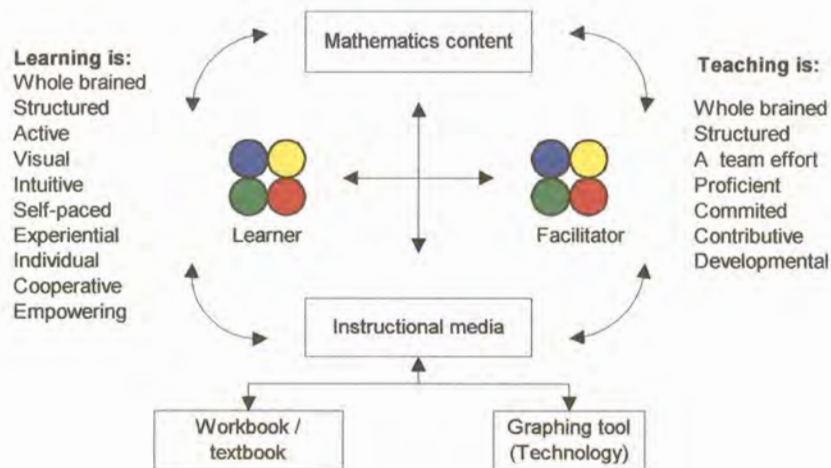 Mathematics content
Learning is:
Whole brained
Structured
Active
Visual
Intuitive
Self-paced
Experiential
Individual
Cooperative
Empowering
Learner
Facilitator
Teaching is:
Whole brained
Structured
A team effort
Proficient
Commited
Contributive
Developmental
Instructional media
Workbook /
textbook
Graphing tool
(Technology)